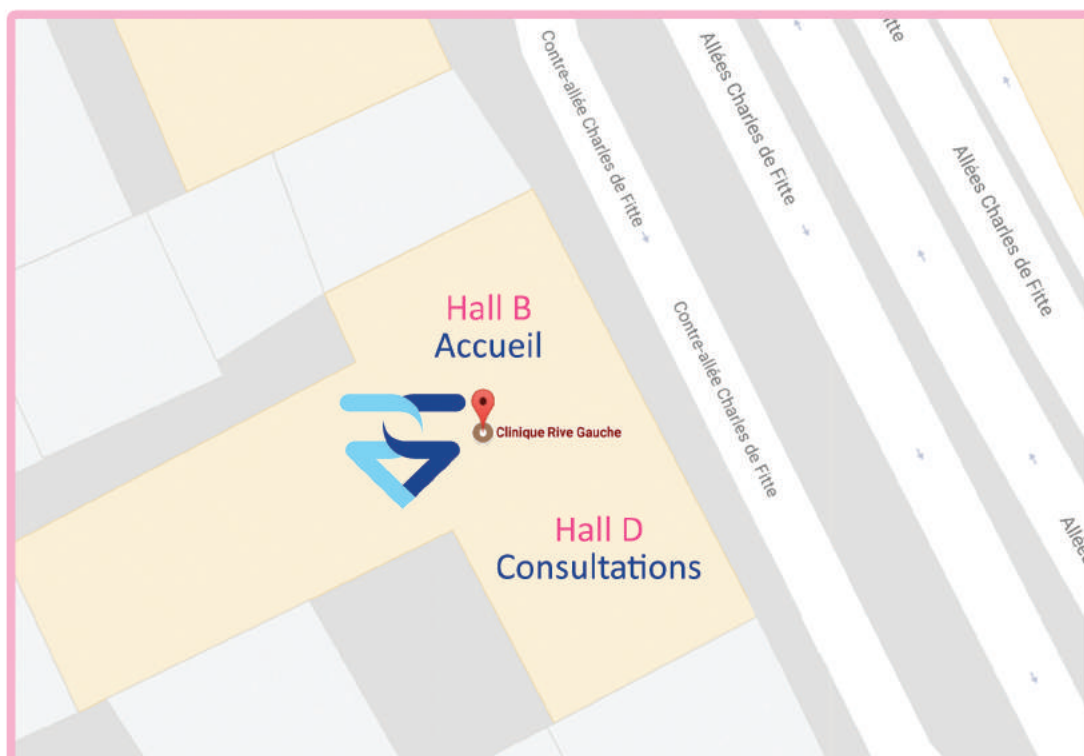 Contre-allée Charles de Fitte
Allées Charles de Fitte
Allées Charles de Fitte
Hall B
Accueil
Contre-allée Charles de Fitte
Clinique Rive Gauche
Hall D
Consultations